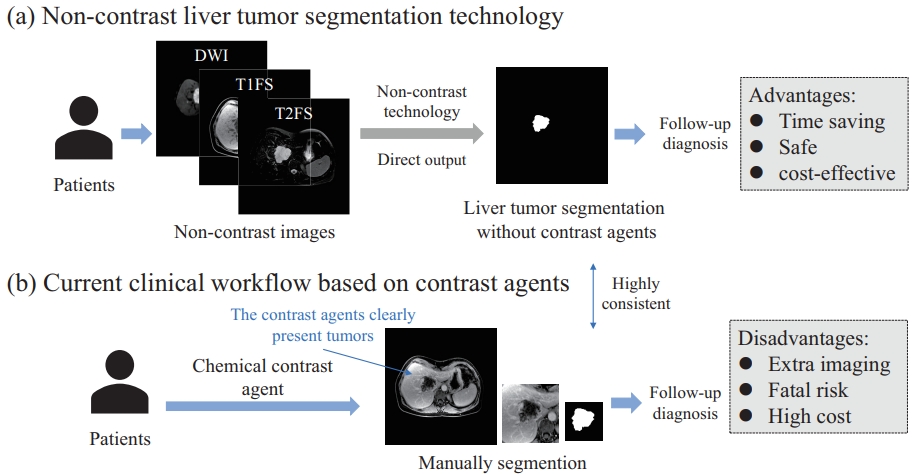 (a) Non-contrast liver tumor segmentation technology
DWI
T1FS
T2FS
Patients
Non-contrast images
Non-contrast
technology
Direct output
Liver tumor segmentation
without contrast agents
Follow-up
diagnosis
Advantages:
● Time saving
● Safe
● cost-effective
Highly
consistent
(b) Current clinical workflow based on contrast agents
The contrast agents clearly
present tumors
Chemical contrast
agent
Patients
Manually segmention
Follow-up
diagnosis
Disadvantages:
● Extra imaging
● Fatal risk
● High cost